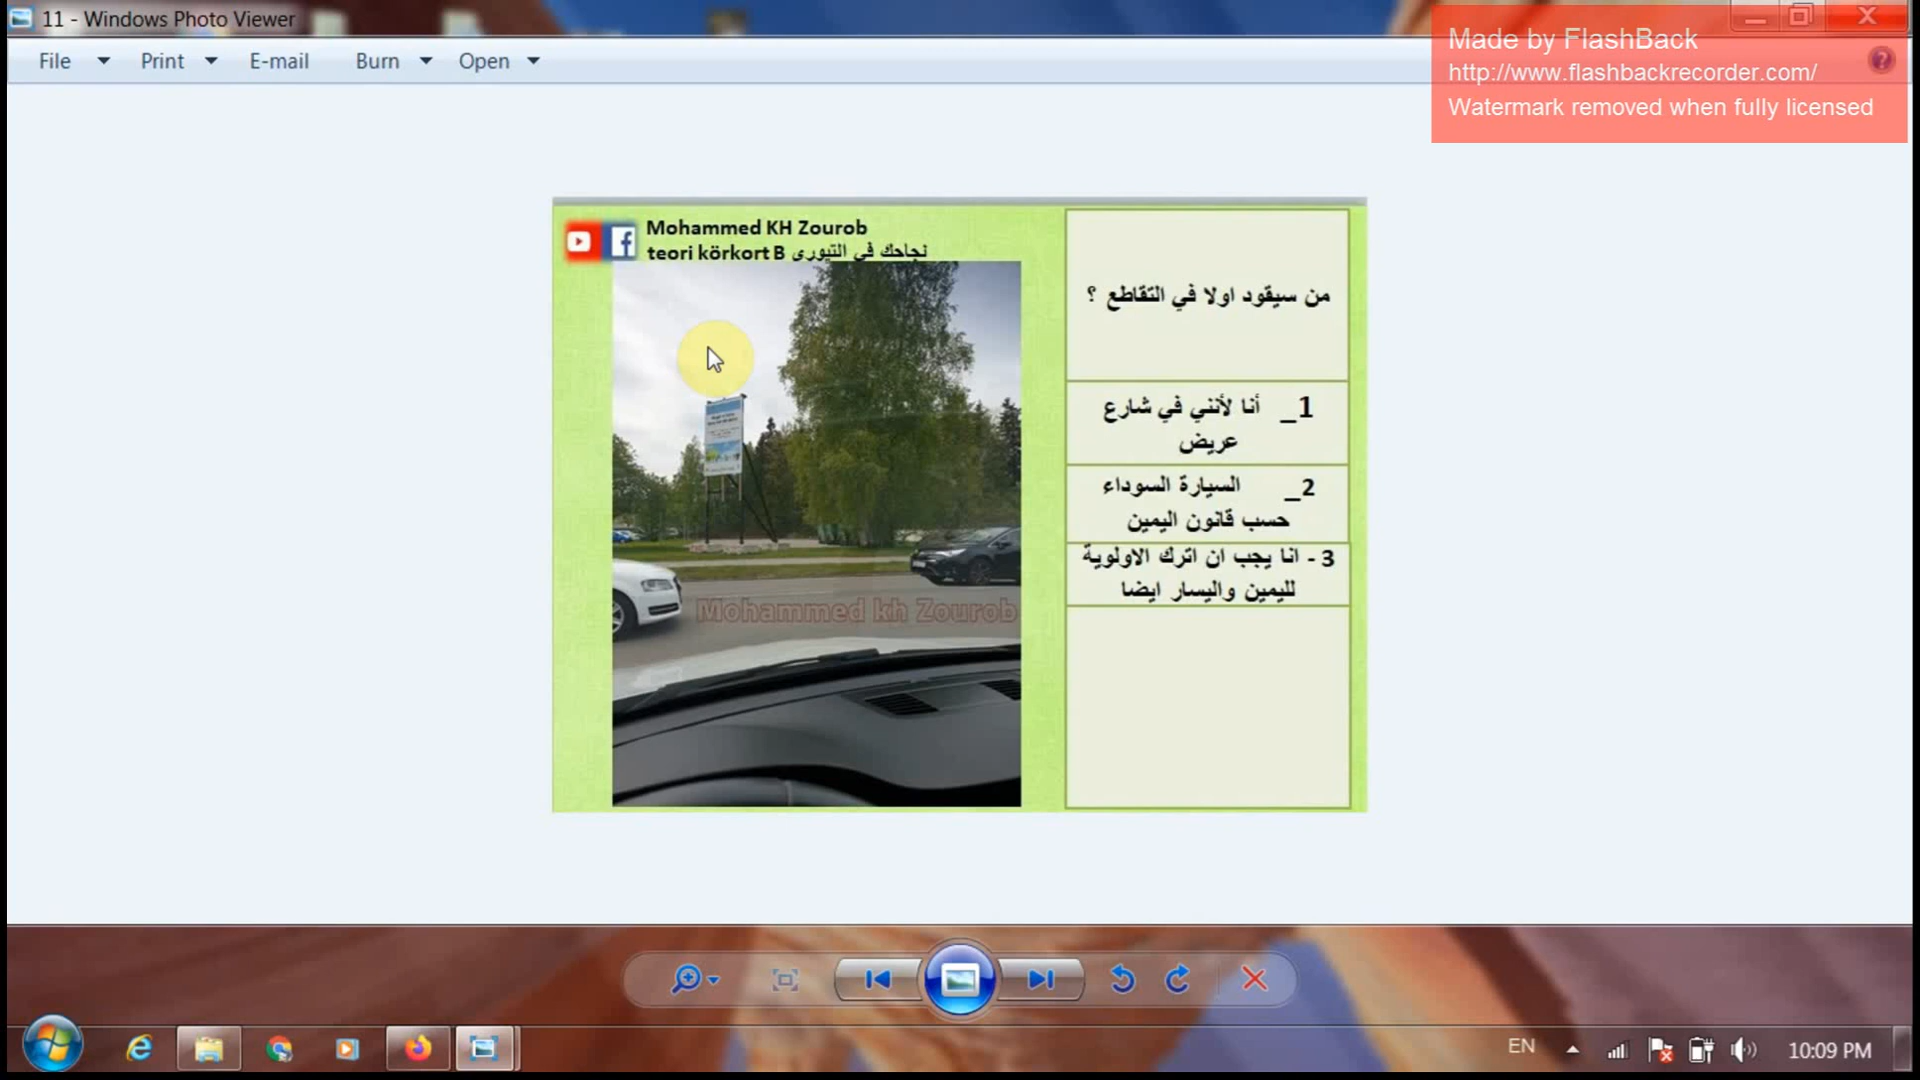 11 - Windows Photo Viewer
File Print E-mail Burn Open
Made by FlashBack
http://www.flashbackrecorder.com/
Watermark removed when fully licensed
Mohammed KH Zourob
teori körkort B نجاحك في التيوري
من سيقود اولا في التقاطع ؟
1_ أنا لأنني في شارع
عريض
2_ السيارة السوداء
حسب قانون اليمين
3 - انا يجب ان اترك الاولوية
لليمين واليسار ايضا
Mohammed kh Zourob
EN
10:09 PM